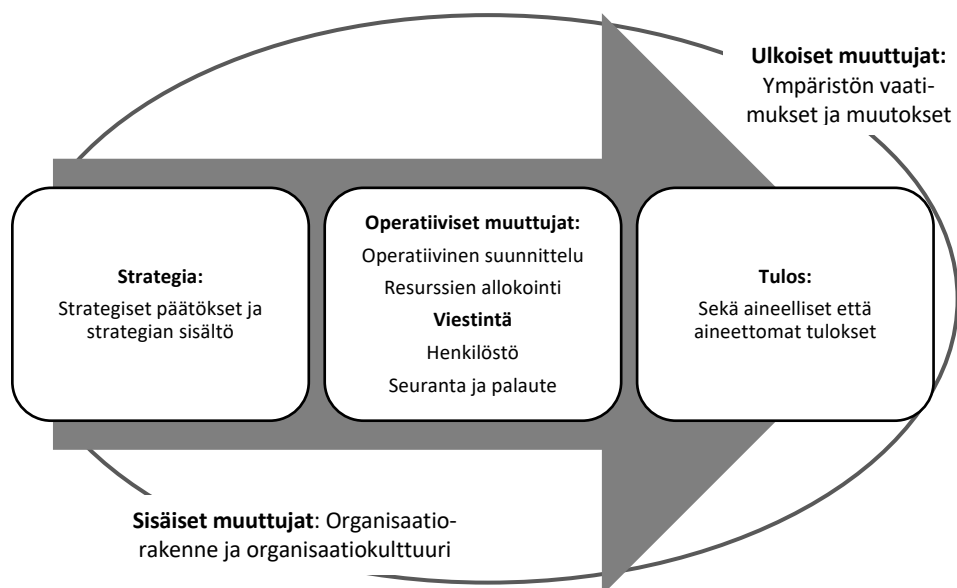 Ulkoiset muuttujat:
Ympäristön vaati-
mukset ja muutokset
Strategia:
Strategiset päätökset ja
strategian sisältö
Operatiiviset muuttujat:
Operatiivinen suunnittelu
Resurssien allokointi
Viestintä
Henkilöstö
Seuranta ja palaute
Tulos:
Sekä aineelliset että
aineettomat tulokset
Sisäiset muuttujat: Organisaatio-
rakenne ja organisaatiokulttuuri